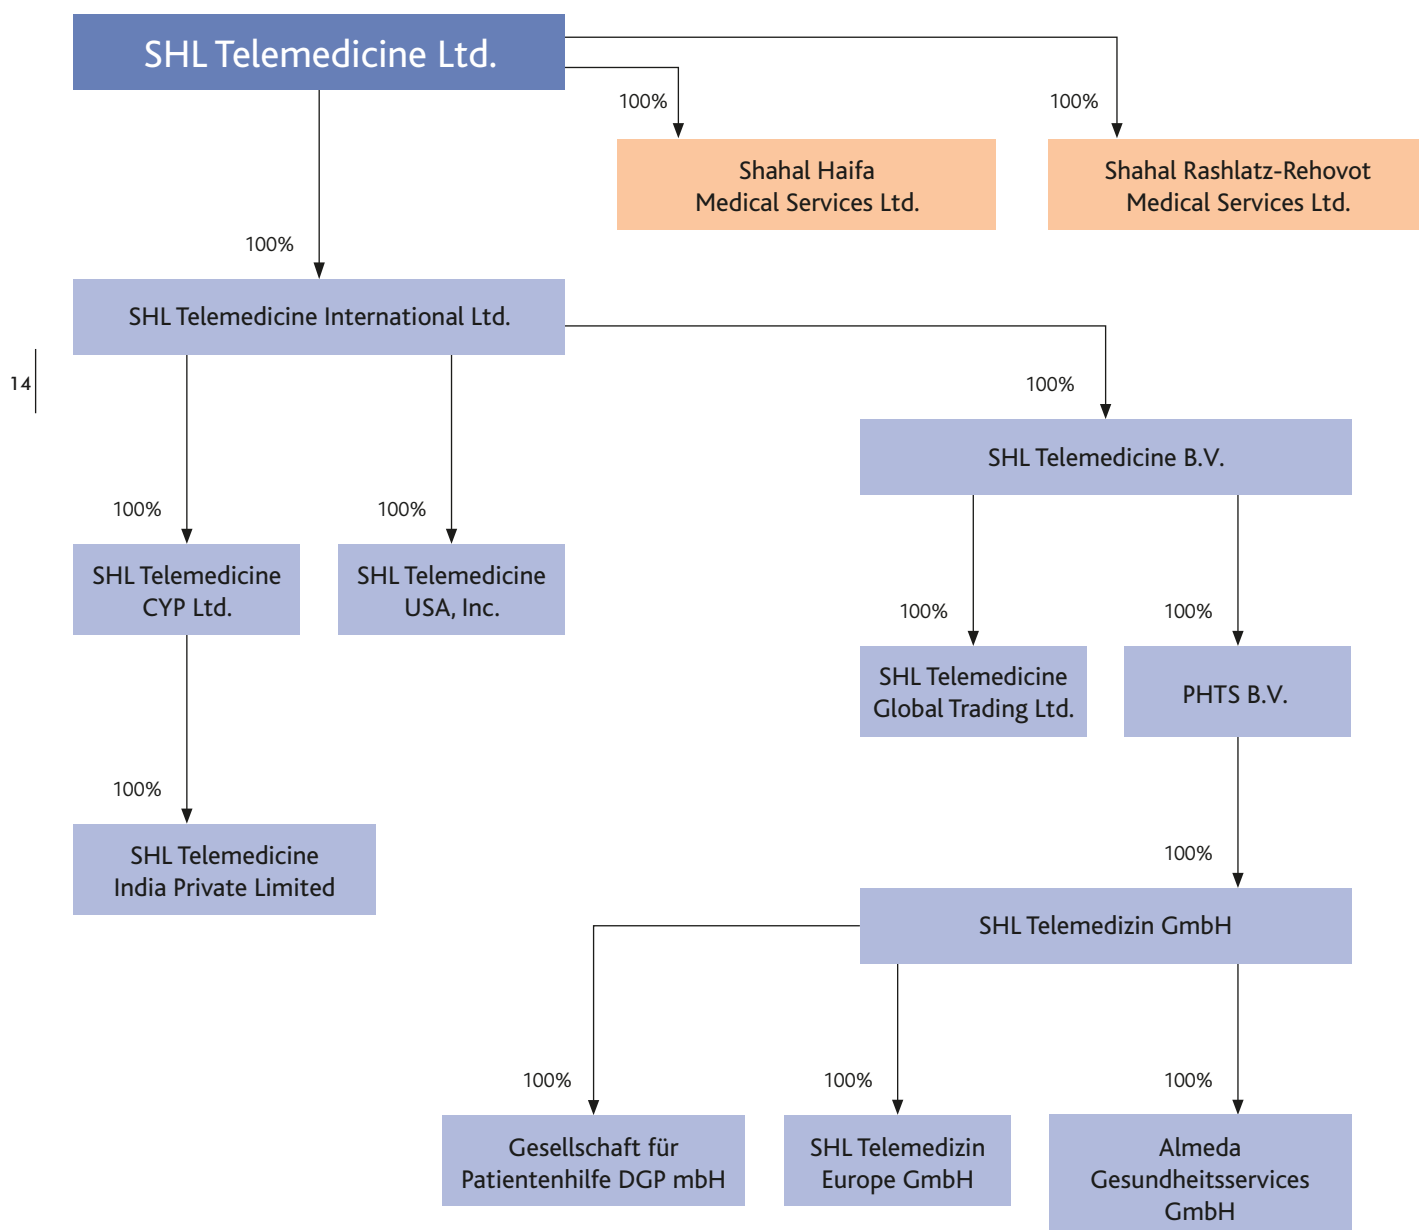 SHL Telemedicine Ltd.
100%
100%
Shahal Haifa
Medical Services Ltd.
Shahal Rashlatz-Rehovot
Medical Services Ltd.
100%
SHL Telemedicine International Ltd.
14
100%
SHL Telemedicine B.V.
100%
100%
SHL Telemedicine
CYP Ltd.
SHL Telemedicine
USA, Inc.
100%
100%
SHL Telemedicine
Global Trading Ltd.
PHTS B.V.
100%
SHL Telemedicine
India Private Limited
100%
SHL Telemedizin GmbH
100%
100%
100%
Gesellschaft für
Patientenhilfe DGP mbH
SHL Telemedizin
Europe GmbH
Almeda
Gesundheitsservices
GmbH